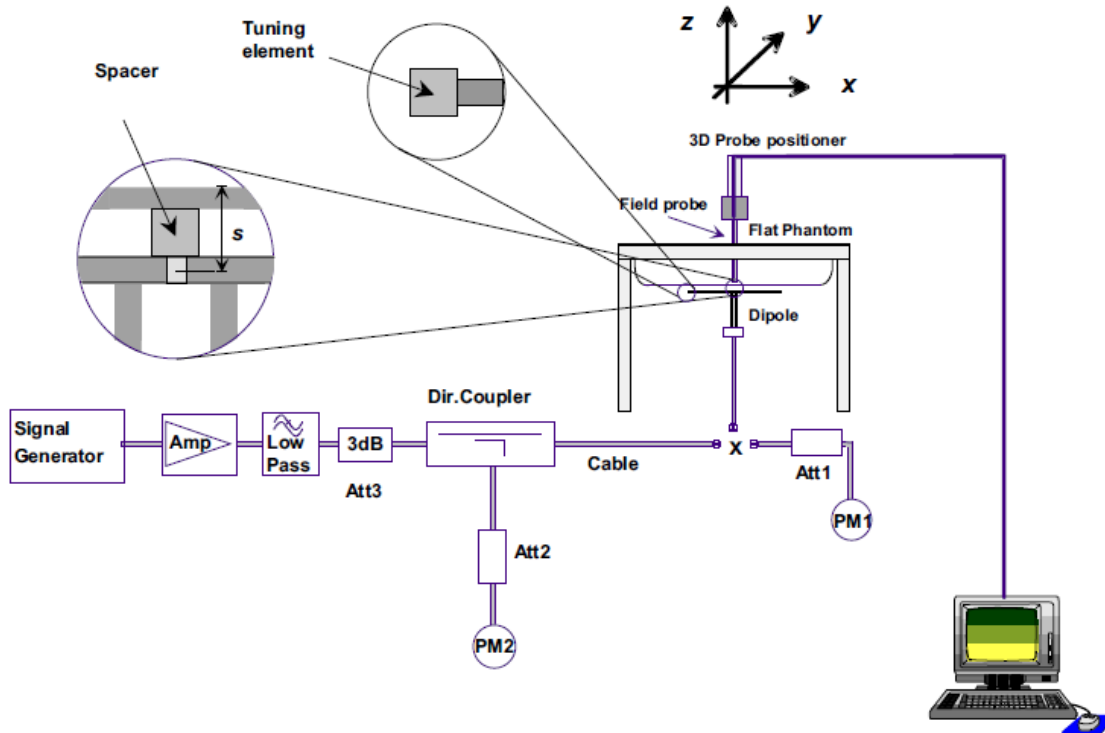 Tuning
element
Spacer
s
z
y
x
3D Probe positioner
Field probe
Flat Phantom
Dipole
Dir.Coupler
Signal
Generator
Amp
Low
Pass
3dB
Att3
Cable
X
Att1
PM1
Att2
PM2